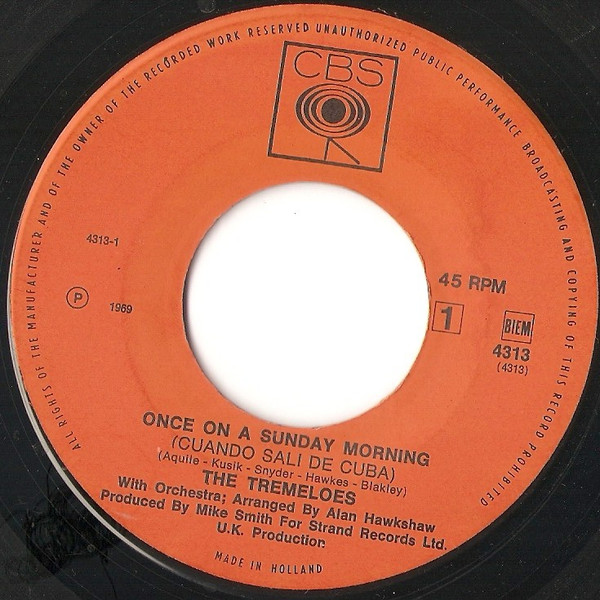 ALL RIGHTS OF THE MANUFACTURER AND OF THE OWNER OF THE RECORDED WORK RESERVED UNAUTHORIZED PUBLIC PERFORMANCE BROADCASTING AND COPYING OF THIS RECORD PROHIBITED
CBS
4313-1
45 RPM
Ⓟ 1969
1 BIEM
4313
(4313)
ONCE ON A SUNDAY MORNING
(CUANDO SALI DE CUBA)
(Aquile - Kusik - Snyder - Hawkes - Blakley)
THE TREMELOES
With Orchestra; Arranged By Alan Hawkshaw
Produced By Mike Smith For Strand Records Ltd.
U.K. Production
MADE IN HOLLAND